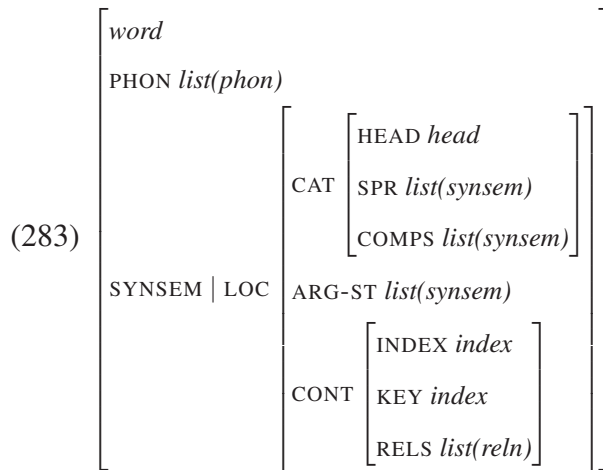 word
PHON list(phon)
HEAD head
CAT SPR list(synsem)
COMPS list(synsem)
(283)
SYNSEM | LOC ARG-ST list(synsem)
INDEX index
CONT KEY index
RELS list(reln)